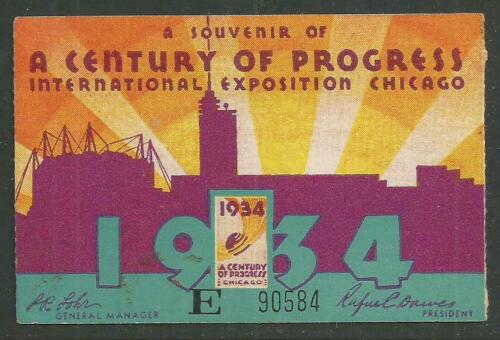 A SOUVENIR OF
A CENTURY OF PROGRESS
INTERNATIONAL EXPOSITION CHICAGO
1934
1934
A CENTURY
OF PROGRESS
CHICAGO
E 90584
L R Lohr
GENERAL MANAGER
Rufus C Dawes
PRESIDENT